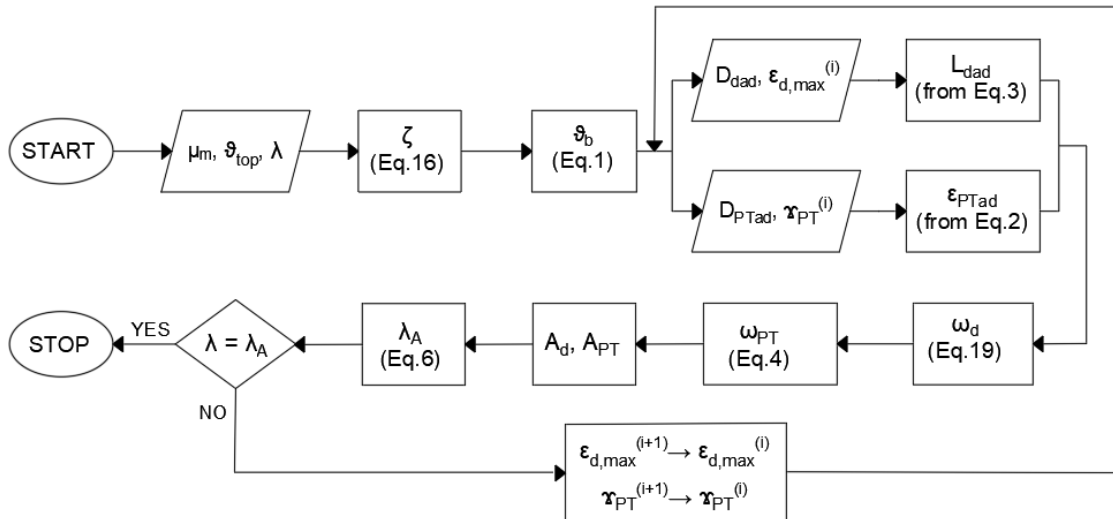 START
μm, ϑtop, λ
ζ
(Eq.16)
ϑb
(Eq.1)
Ddad, εd,max(i)
Ldad
(from Eq.3)
DPTad, ϒPT(i)
εPTad
(from Eq.2)
ωd
(Eq.19)
ωPT
(Eq.4)
Ad, APT
λA
(Eq.6)
λ = λA
YES
STOP
NO
εd,max(i+1) → εd,max(i)
ϒPT(i+1) → ϒPT(i)